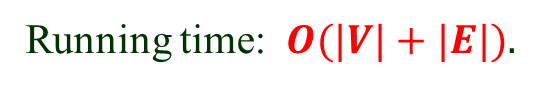 Running time: O(|V| + |E|).